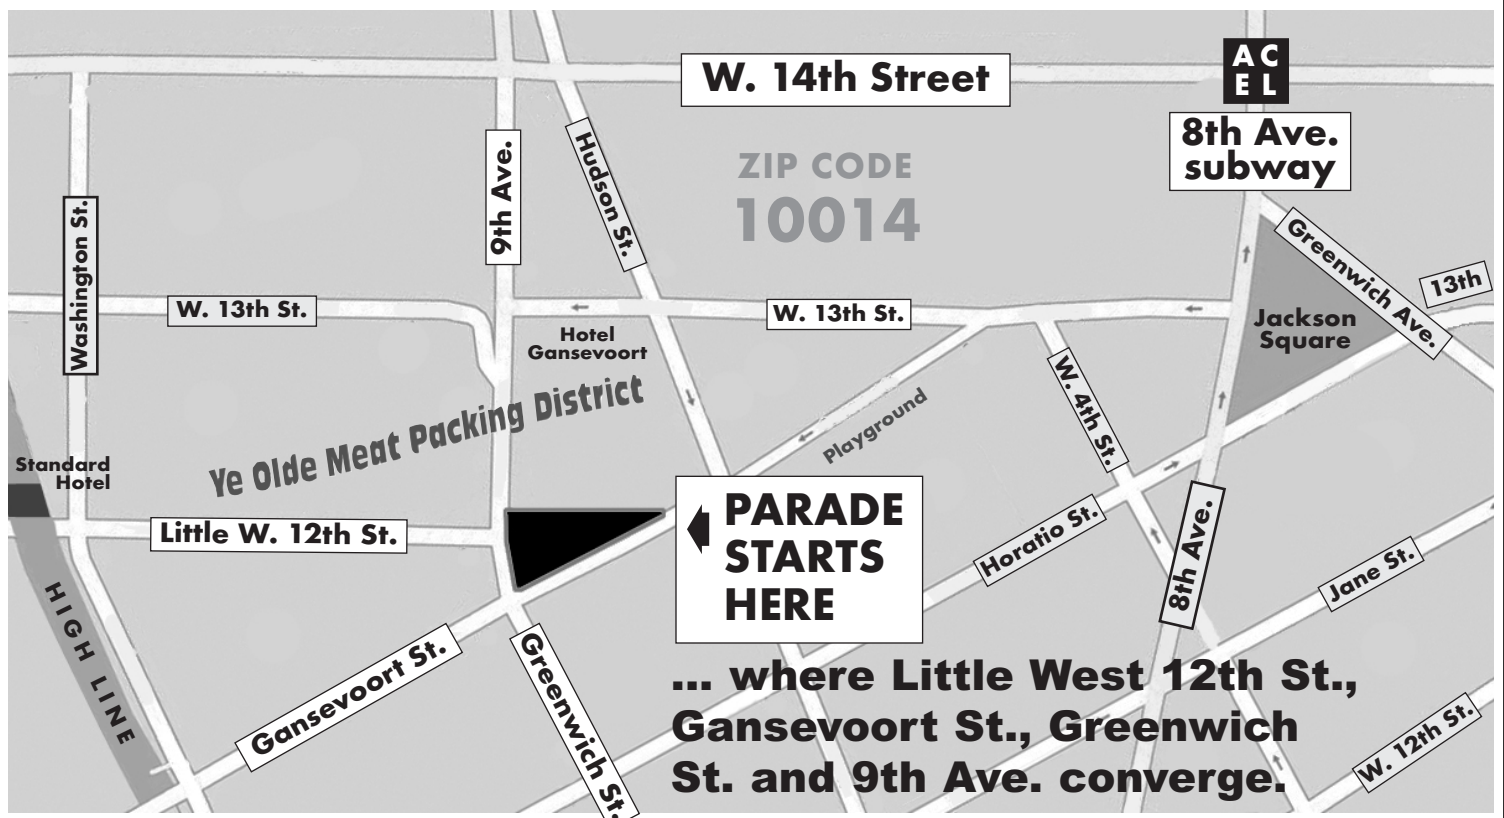 W. 14th Street
A C
E L
8th Ave.
subway
Hudson St.
9th Ave.
ZIP CODE
10014
Washington St.
Greenwich Ave.
13th
W. 13th St.
W. 13th St.
Hotel
Gansevoort
Jackson
Square
W. 4th St.
Ye Olde Meat Packing District
Playground
Standard
Hotel
Little W. 12th St.
PARADE
STARTS
HERE
Horatio St.
8th Ave.
Jane St.
HIGH LINE
Gansevoort St.
Greenwich St.
... where Little West 12th St.,
Gansevoort St., Greenwich
St. and 9th Ave. converge.
W. 12th St.